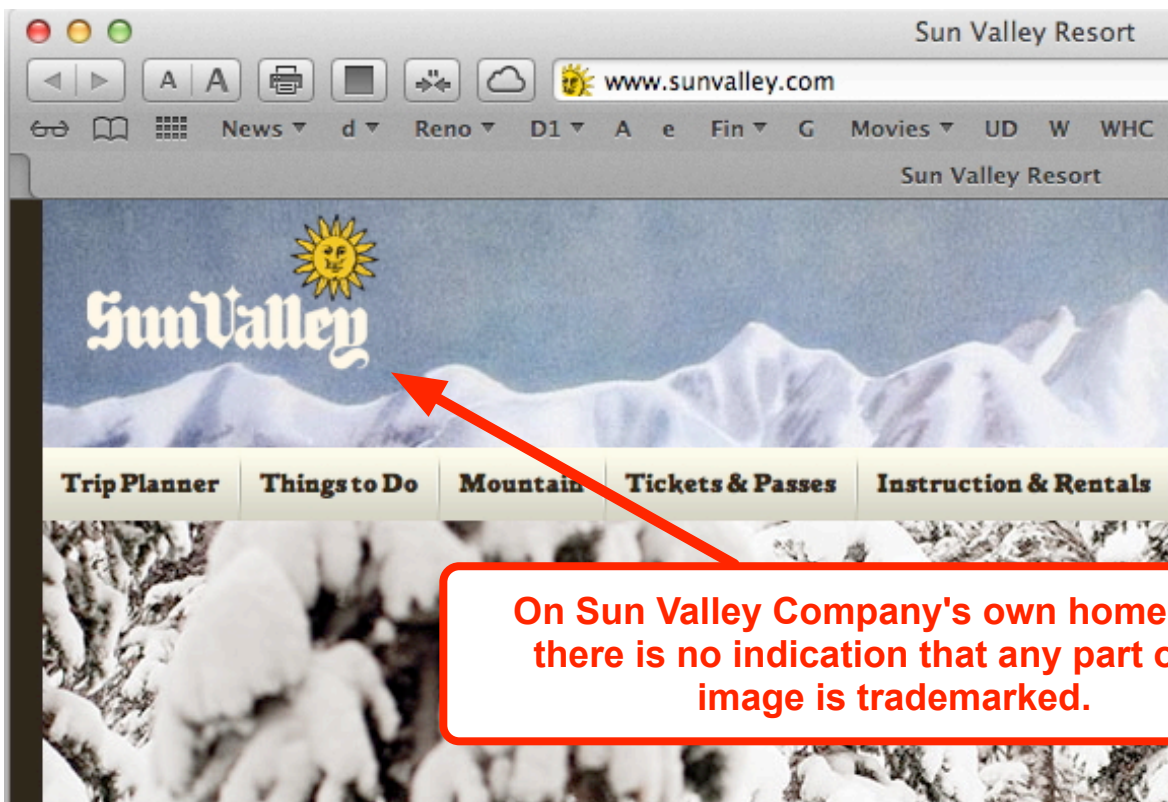 Sun Valley Resort
A A www.sunvalley.com
News d Reno D1 A e Fin G Movies UD W WHC
Sun Valley Resort
Sun Valley
Trip Planner Things to Do Mountain Tickets & Passes Instruction & Rentals
On Sun Valley Company's own home
there is no indication that any part
image is trademarked.